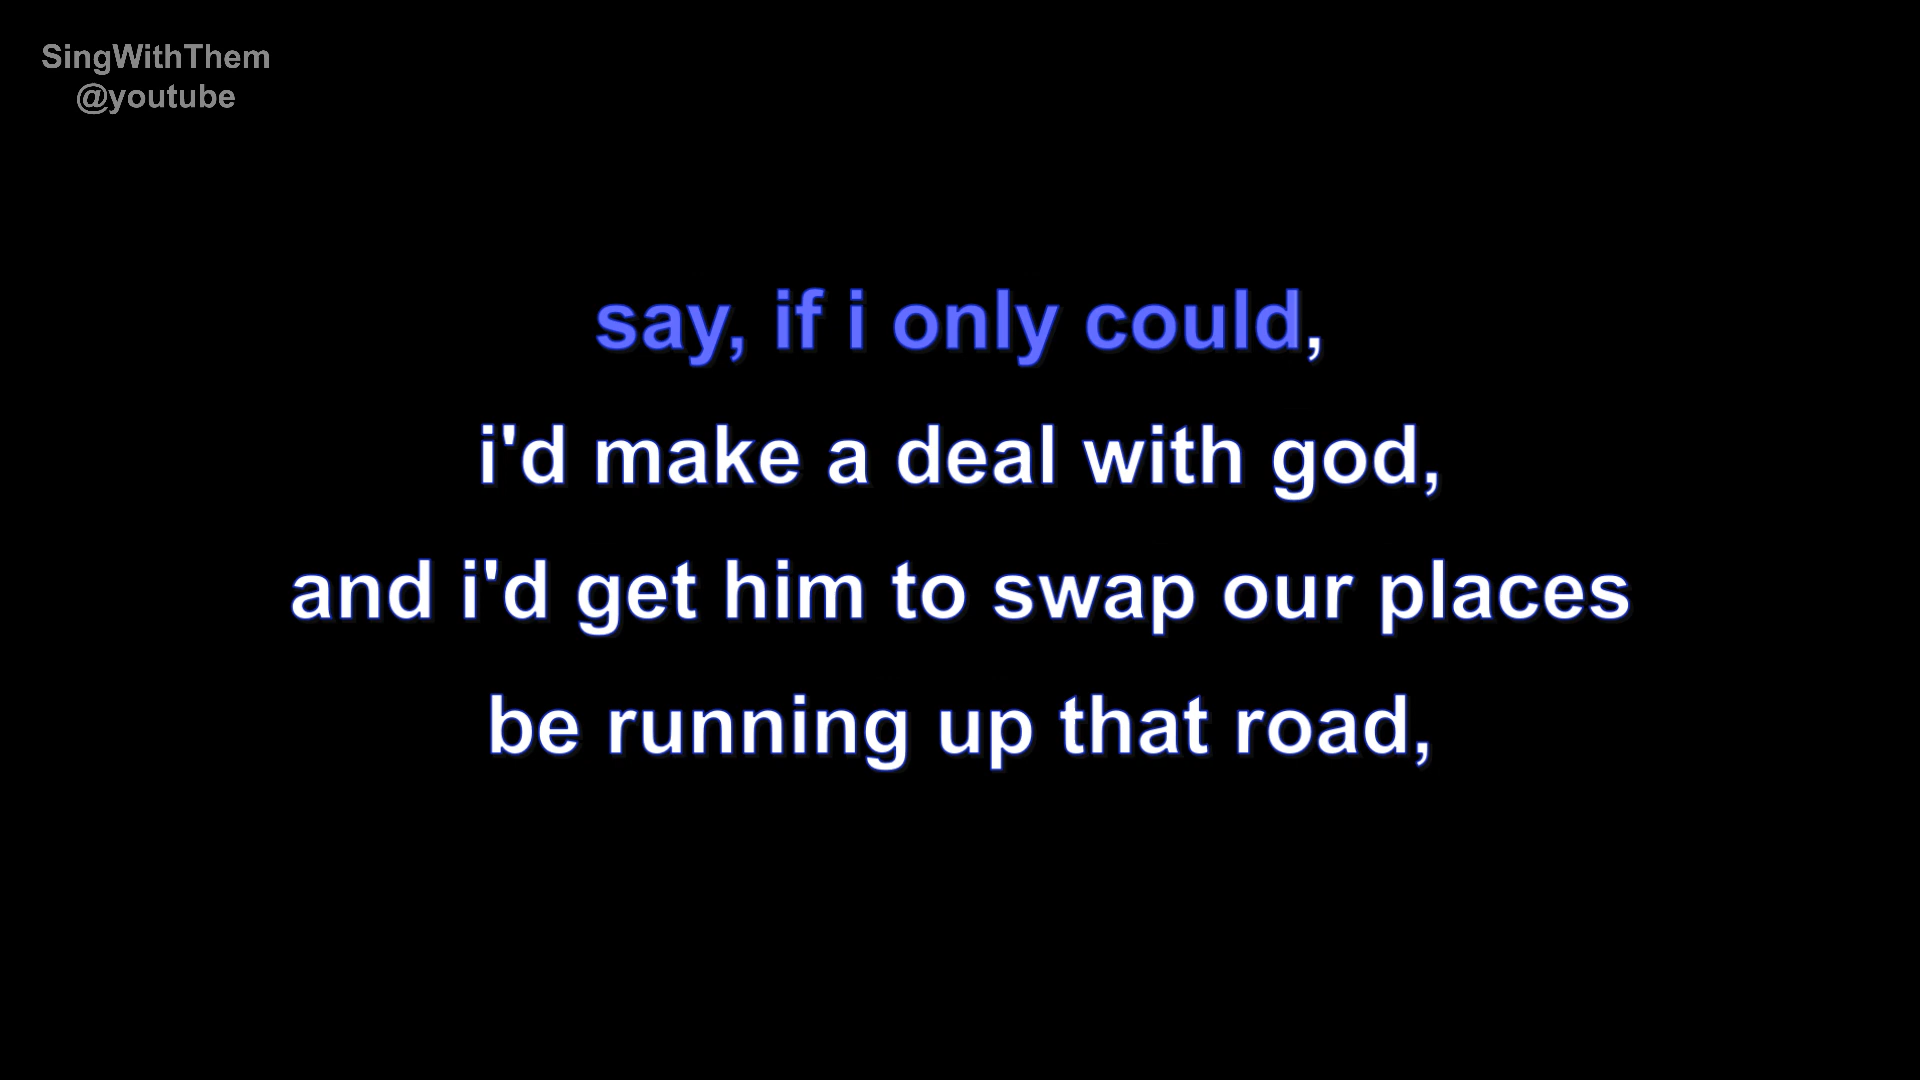 SingWithThem
@youtube
say, if i only could,
i'd make a deal with god,
and i'd get him to swap our places
be running up that road,